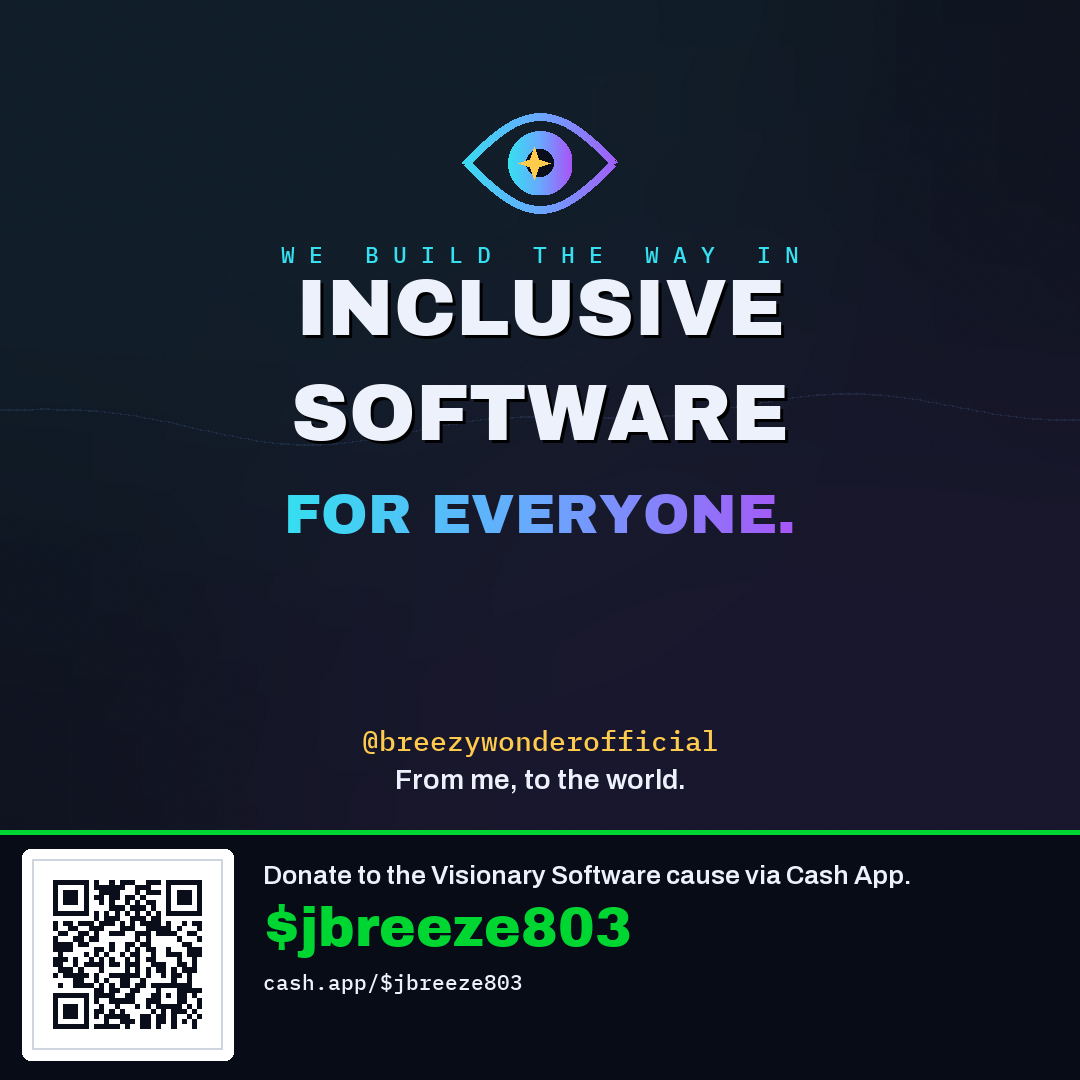 WE BUILD THE WAY IN
INCLUSIVE
SOFTWARE
FOR EVERYONE.
@breezywonderofficial
From me, to the world.
Donate to the Visionary Software cause via Cash App.
$jbreeze803
cash.app/$jbreeze803